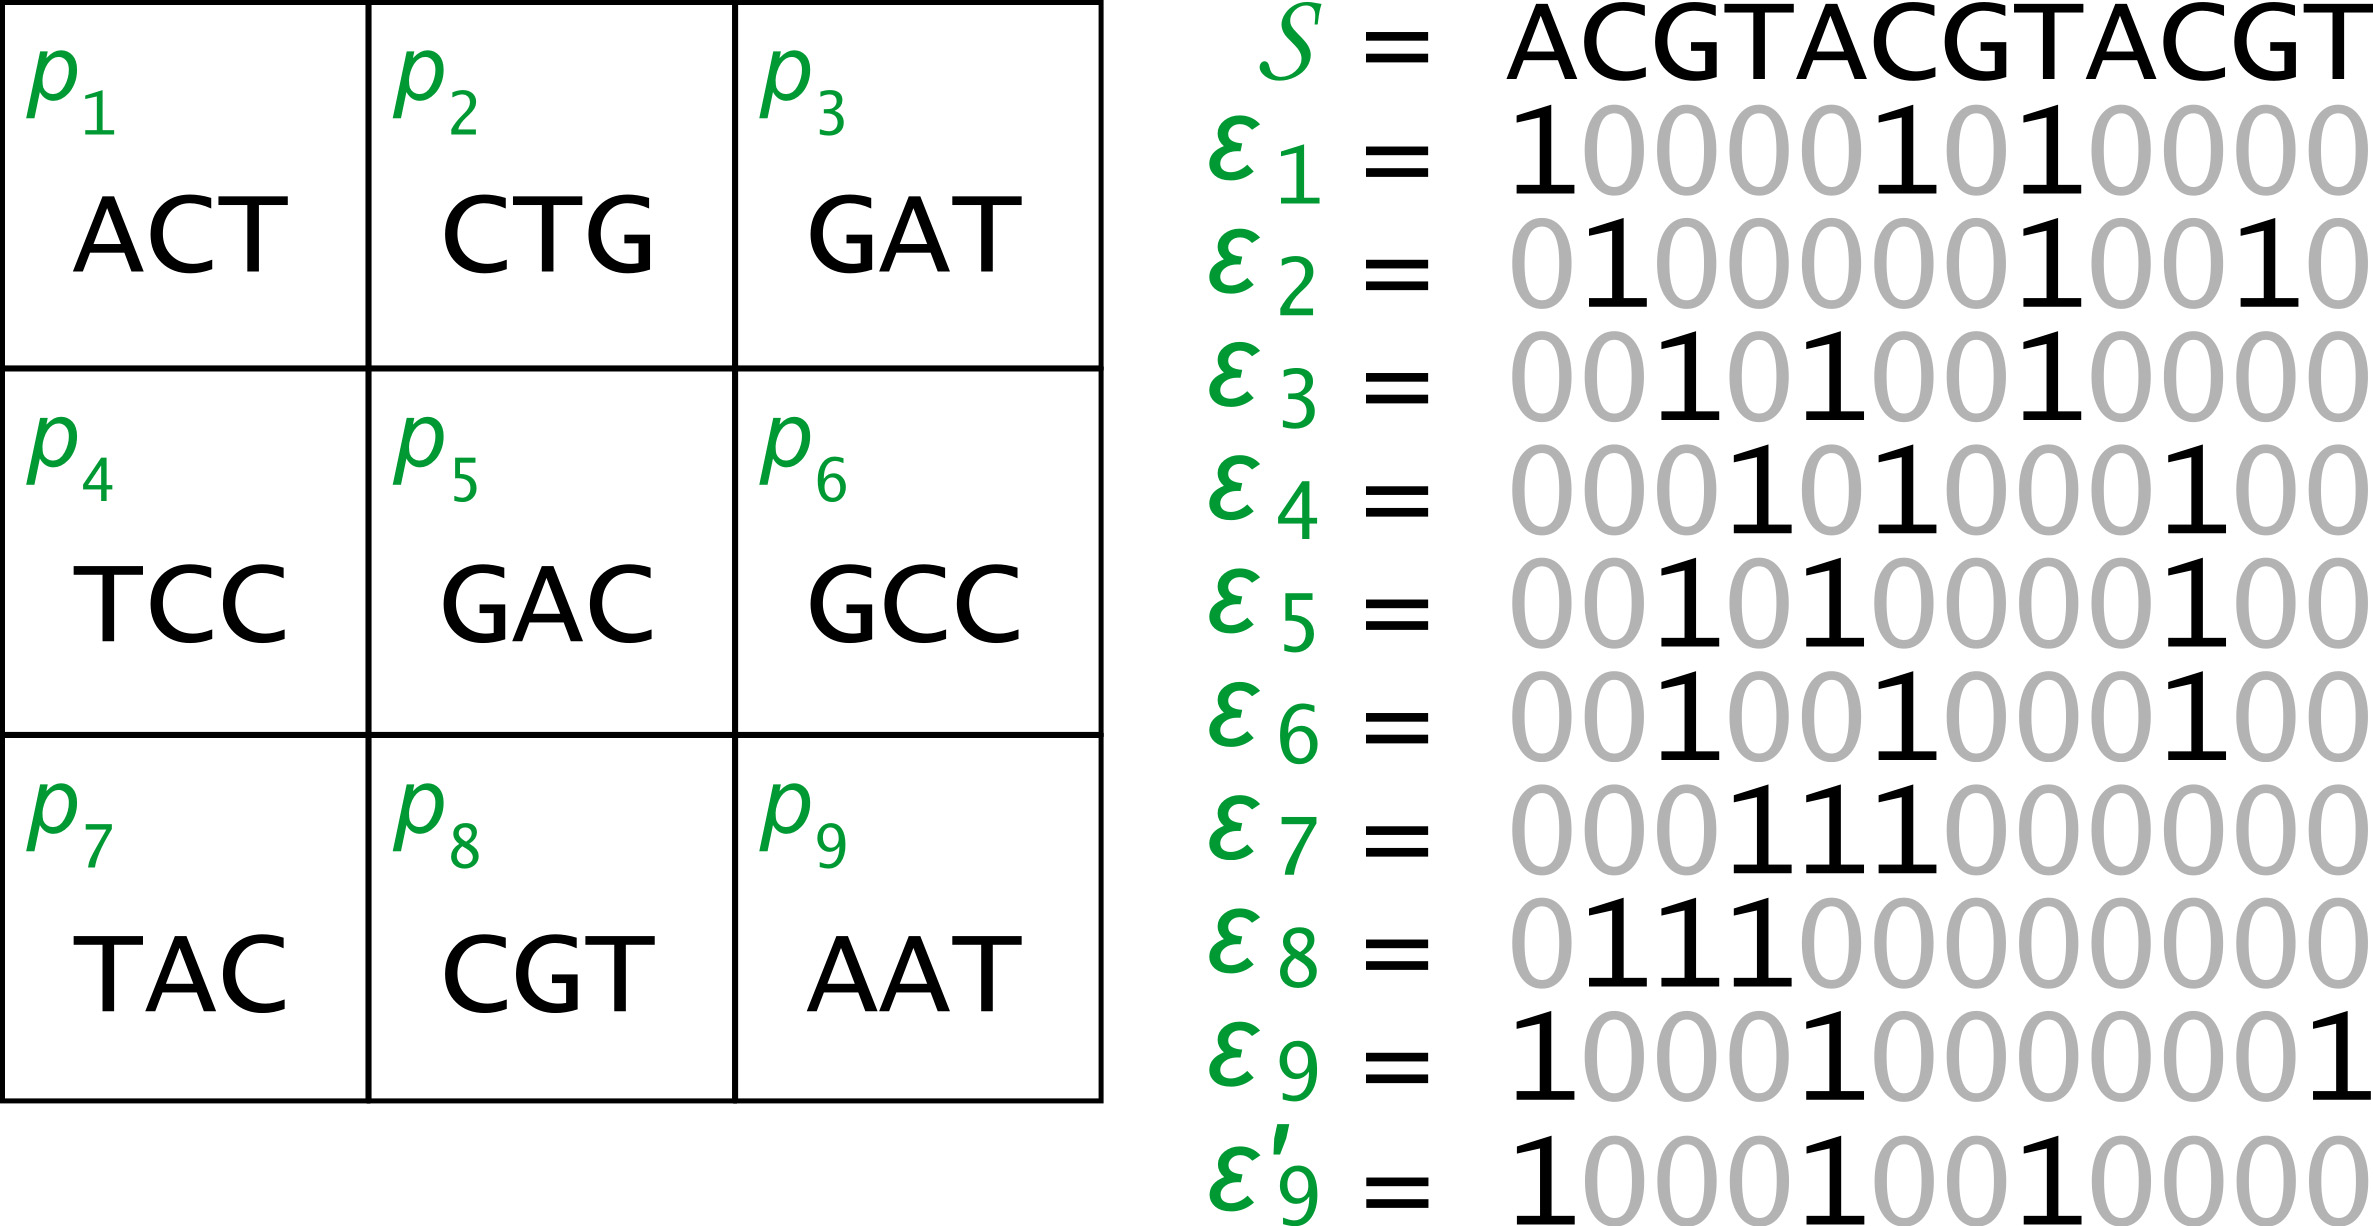 p1 p2 p3
ACT CTG GAT
p4 p5 p6
TCC GAC GCC
p7 p8 p9
TAC CGT AAT
𝒮 = ACGTACGTACGT
ε1 = 100001010000
ε2 = 010000010010
ε3 = 001010010000
ε4 = 000101000100
ε5 = 001010000100
ε6 = 001001000100
ε7 = 000111000000
ε8 = 011100000000
ε9 = 100010000001
ε′9 = 100010010000